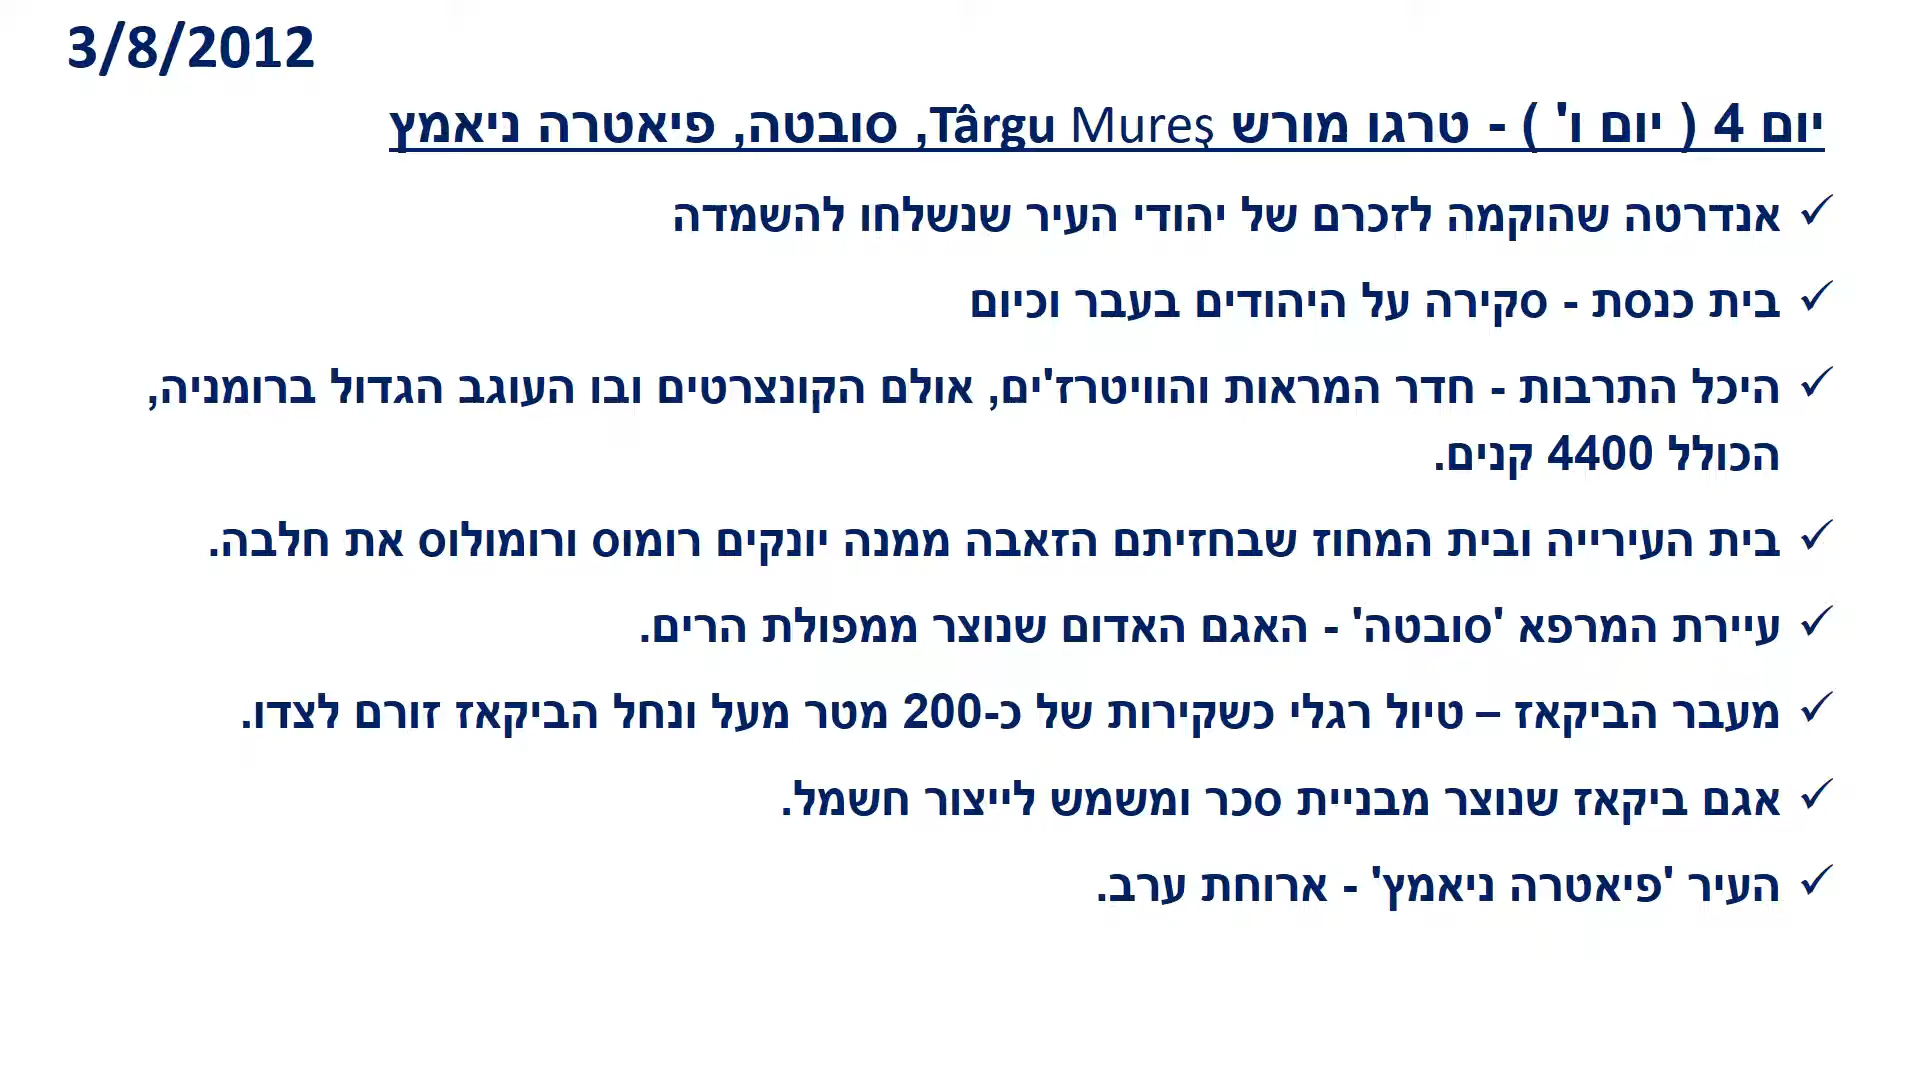 3/8/2012
יום 4 ( יום ו' ) - טרגו מורש Târgu Mureş, סובטה, פיאטרה ניאמץ
✓ אנדרטה שהוקמה לזכרם של יהודי העיר שנשלחו להשמדה
✓ בית כנסת - סקירה על היהודים בעבר וכיום
✓ היכל התרבות - חדר המראות והוויטרז'ים, אולם הקונצרטים ובו העוגב הגדול ברומניה,
הכולל 4400 קנים.
✓ בית העירייה ובית המחוז שבחזיתם הזאבה ממנה יונקים רומוס ורומולוס את חלבה.
✓ עיירת המרפא 'סובטה' - האגם האדום שנוצר ממפולת הרים.
✓ מעבר הביקאז – טיול רגלי כשקירות של כ-200 מטר מעל ונחל הביקאז זורם לצדו.
✓ אגם ביקאז שנוצר מבניית סכר ומשמש לייצור חשמל.
✓ העיר 'פיאטרה ניאמץ' - ארוחת ערב.